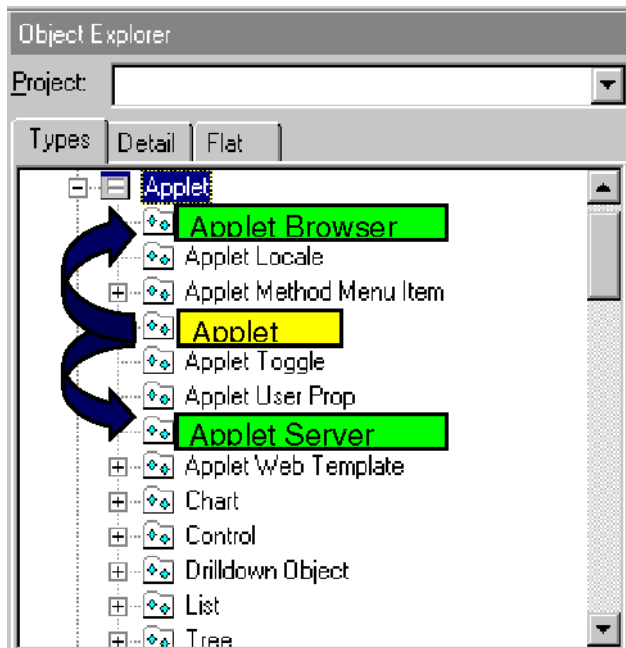 Object Explorer
Project:
Types Detail Flat
Applet
Applet Browser
Applet Locale
Applet Method Menu Item
Applet
Applet Toggle
Applet User Prop
Applet Server
Applet Web Template
Chart
Control
Drilldown Object
List
Tree